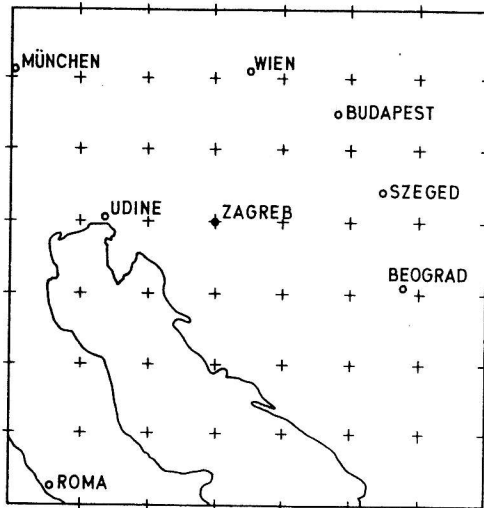 MÜNCHEN
WIEN
BUDAPEST
SZEGED
UDINE
ZAGREB
BEOGRAD
ROMA